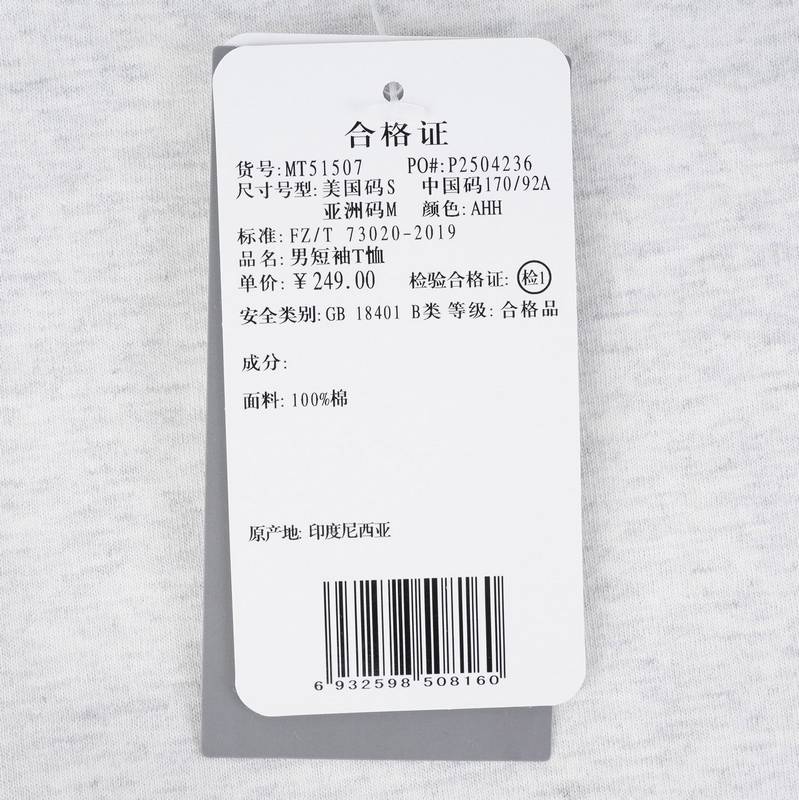 合格证
货号:MT51507 PO#:P2504236
尺寸号型:美国码S 中国码170/92A
亚洲码M 颜色:AHH
标准:FZ/T 73020-2019
品名:男短袖T恤
单价:￥249.00 检验合格证: 检1
安全类别:GB 18401 B类 等级:合格品
成分:
面料:100%棉
原产地:印度尼西亚
6 932598 508160